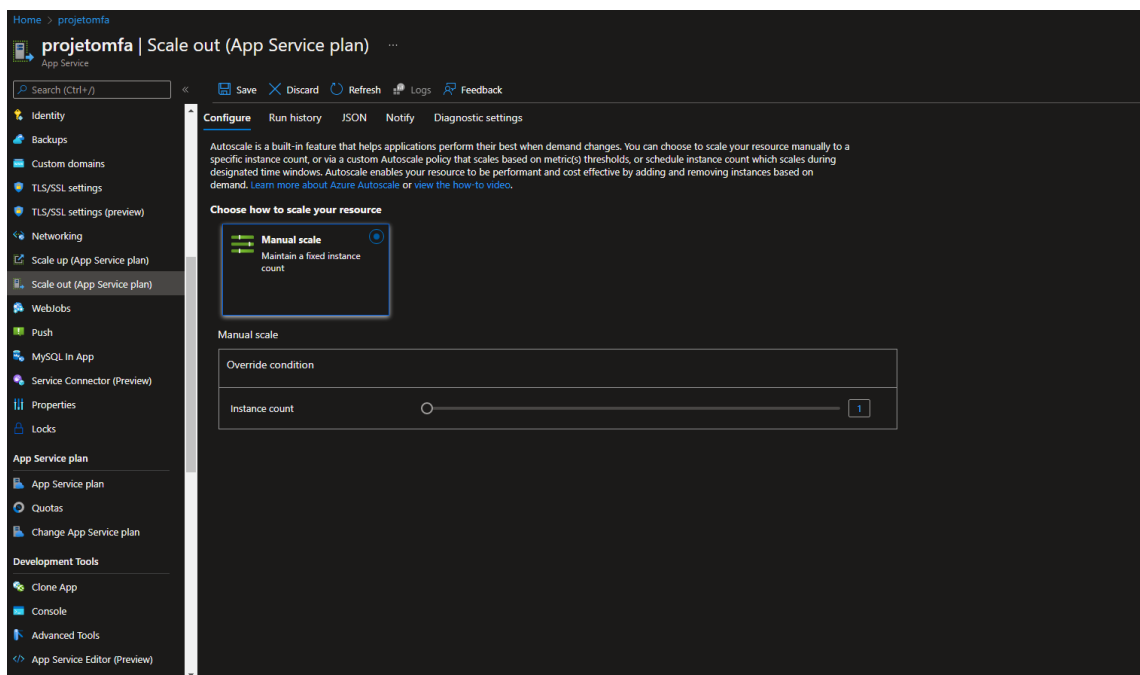 Home > projetomfa
projetomfa | Scale out (App Service plan) ...
App Service
Search (Ctrl+/)
«
Save
Discard
Refresh
Logs
Feedback
Identity
Backups
Custom domains
TLS/SSL settings
TLS/SSL settings (preview)
Networking
Scale up (App Service plan)
Scale out (App Service plan)
WebJobs
Push
MySQL In App
Service Connector (Preview)
Properties
Locks
App Service plan
App Service plan
Quotas
Change App Service plan
Development Tools
Clone App
Console
Advanced Tools
App Service Editor (Preview)
Configure
Run history
JSON
Notify
Diagnostic settings
Autoscale is a built-in feature that helps applications perform their best when demand changes. You can choose to scale your resource manually to a
specific instance count, or via a custom Autoscale policy that scales based on metric(s) thresholds, or schedule instance count which scales during
designated time windows. Autoscale enables your resource to be performant and cost effective by adding and removing instances based on
demand. Learn more about Azure Autoscale or view the how-to video.
Choose how to scale your resource
Manual scale
Maintain a fixed instance
count
Manual scale
Override condition
Instance count
1